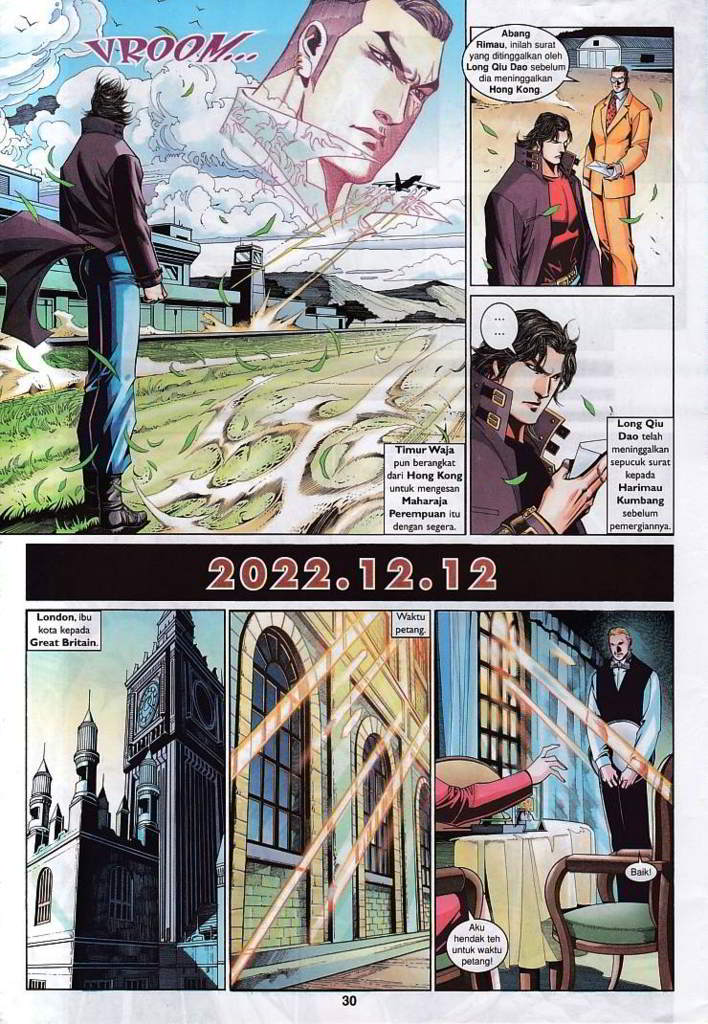 VROOM...
Timur Waja
pun berangkat
dari Hong Kong
untuk mengesan
Maharaja
Perempuan itu
dengan segera.
Abang
Rimau, inilah surat
yang ditinggalkan oleh
Long Qiu Dao sebelum
dia meninggalkan
Hong Kong.
...
...
Long Qiu
Dao telah
meninggalkan
sepucuk surat
kepada
Harimau
Kumbang
sebelum
pemergiannya.
2022.12.12
London, ibu
kota kepada
Great Britain.
Waktu
petang.
Aku
hendak teh
untuk waktu
petang!
Baik!
30